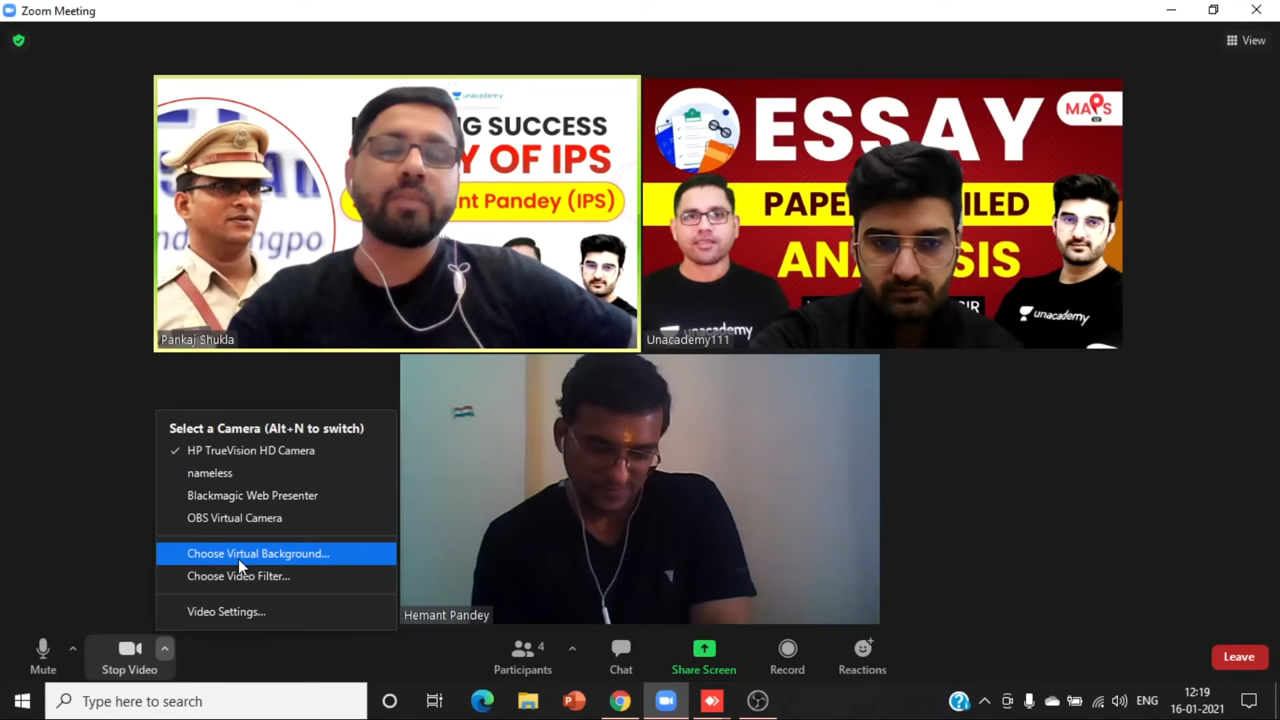 Zoom Meeting
View
unacademy
G SUCCESS
Y OF IPS
nt Pandey (IPS)
Pankaj Shukla
ESSAY
MAPS
PAPE ILED
ANA SIS
SIR
unacademy
unacademy
Unacademy111
Select a Camera (Alt+N to switch)
HP TrueVision HD Camera
nameless
Blackmagic Web Presenter
OBS Virtual Camera
Choose Virtual Background...
Choose Video Filter...
Video Settings...
Hemant Pandey
Mute
Stop Video
4
Participants
Chat
Share Screen
Record
Reactions
Leave
Type here to search
ENG
12:19
16-01-2021